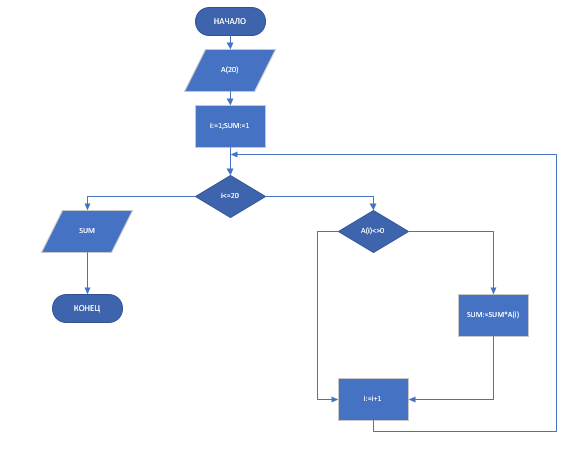 НАЧАЛО
A(20)
i:=1;SUM:=1
i<=20
SUM
A(i)<>0
КОНЕЦ
SUM:=SUM*A(i)
i:=i+1